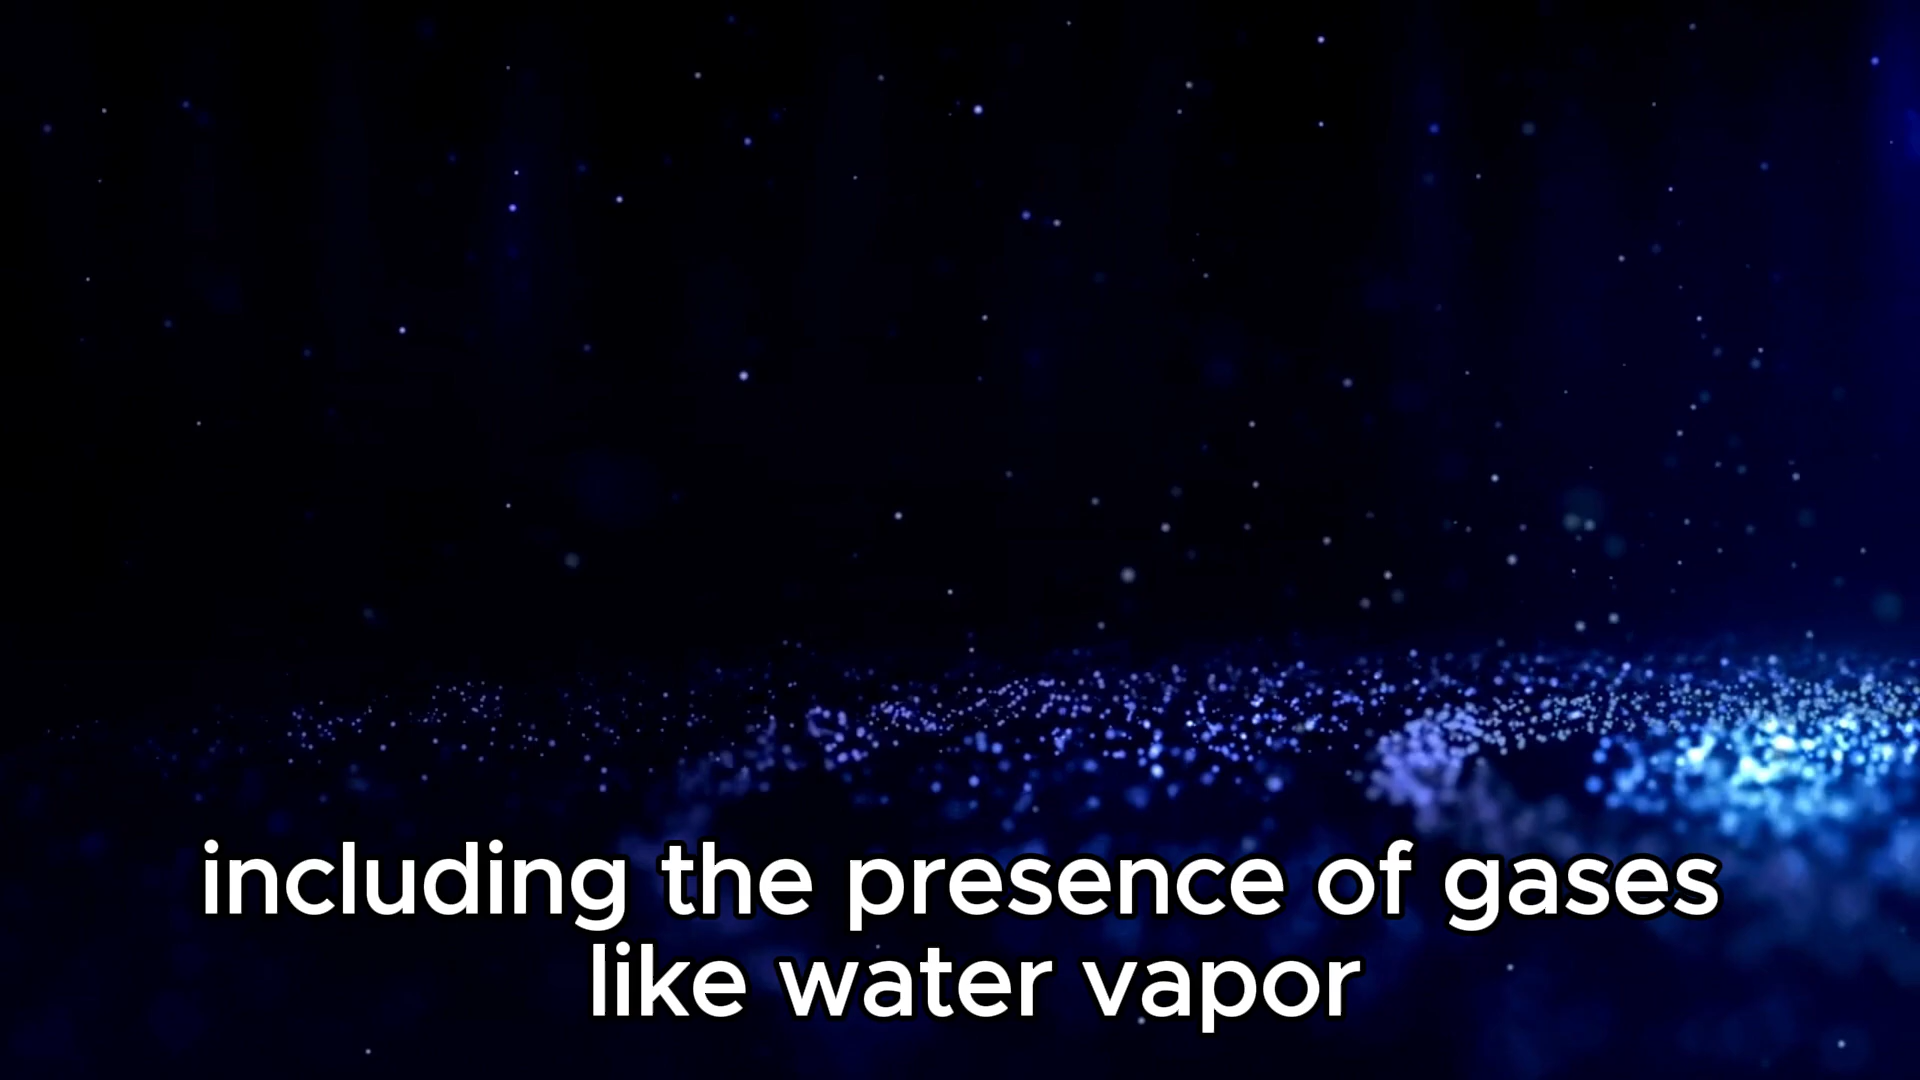 including the presence of gases
like water vapor